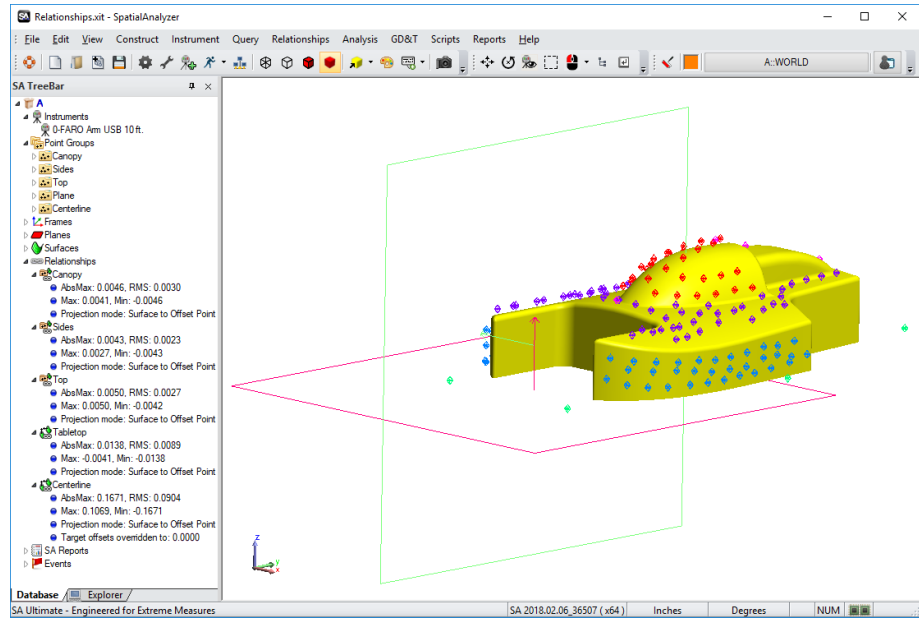 Relationships.xit - SpatialAnalyzer
File Edit View Construct Instrument Query Relationships Analysis GD&T Scripts Reports Help
A::WORLD
SA TreeBar
A
Instruments
0-FARO Arm USB 10 ft.
Point Groups
Canopy
Sides
Top
Plane
Centerline
Frames
Planes
Surfaces
Relationships
Canopy
AbsMax: 0.0046, RMS: 0.0030
Max: 0.0041, Min: -0.0046
Projection mode: Surface to Offset Point
Sides
AbsMax: 0.0043, RMS: 0.0023
Max: 0.0027, Min: -0.0043
Projection mode: Surface to Offset Point
Top
AbsMax: 0.0050, RMS: 0.0027
Max: 0.0050, Min: -0.0042
Projection mode: Surface to Offset Point
Tabletop
AbsMax: 0.0138, RMS: 0.0089
Max: -0.0041, Min: -0.0138
Projection mode: Surface to Offset Point
Centerline
AbsMax: 0.1671, RMS: 0.0904
Max: 0.1069, Min: -0.1671
Projection mode: Surface to Offset Point
Target offsets overridden to: 0.0000
SA Reports
Events
z
y
x
Database Explorer
SA Ultimate - Engineered for Extreme Measures SA 2018.02.06_36507 ( x64 ) Inches Degrees NUM